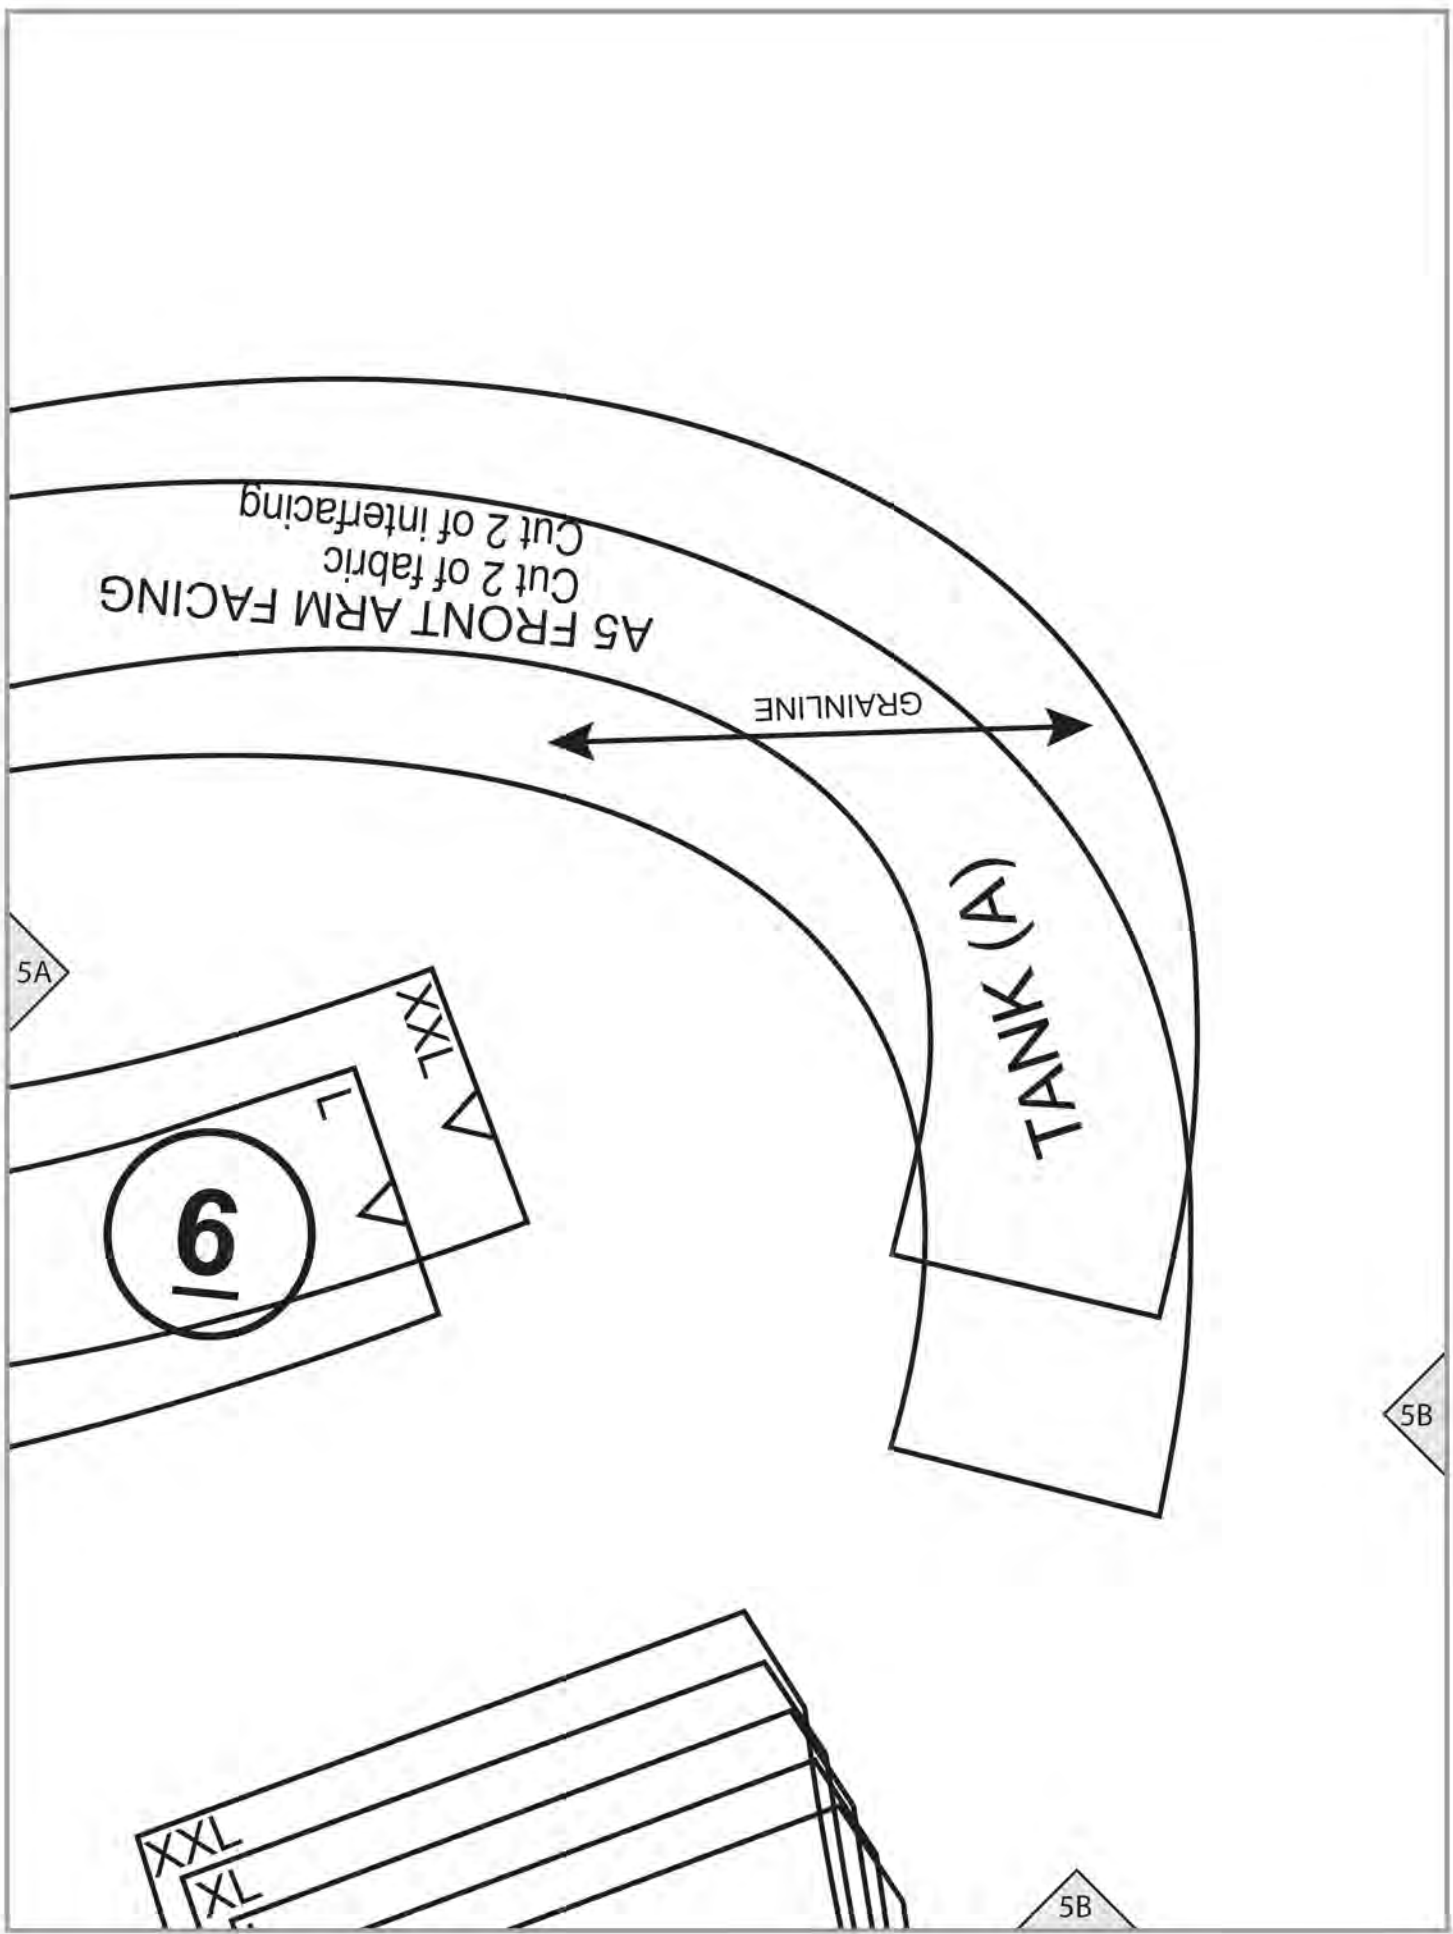 A5 FRONT ARM FACING
Cut 2 of fabric
Cut 2 of interfacing
GRAINLINE
TANK (A)
5A
XXL
L
6
5B
XXL
XL
5B